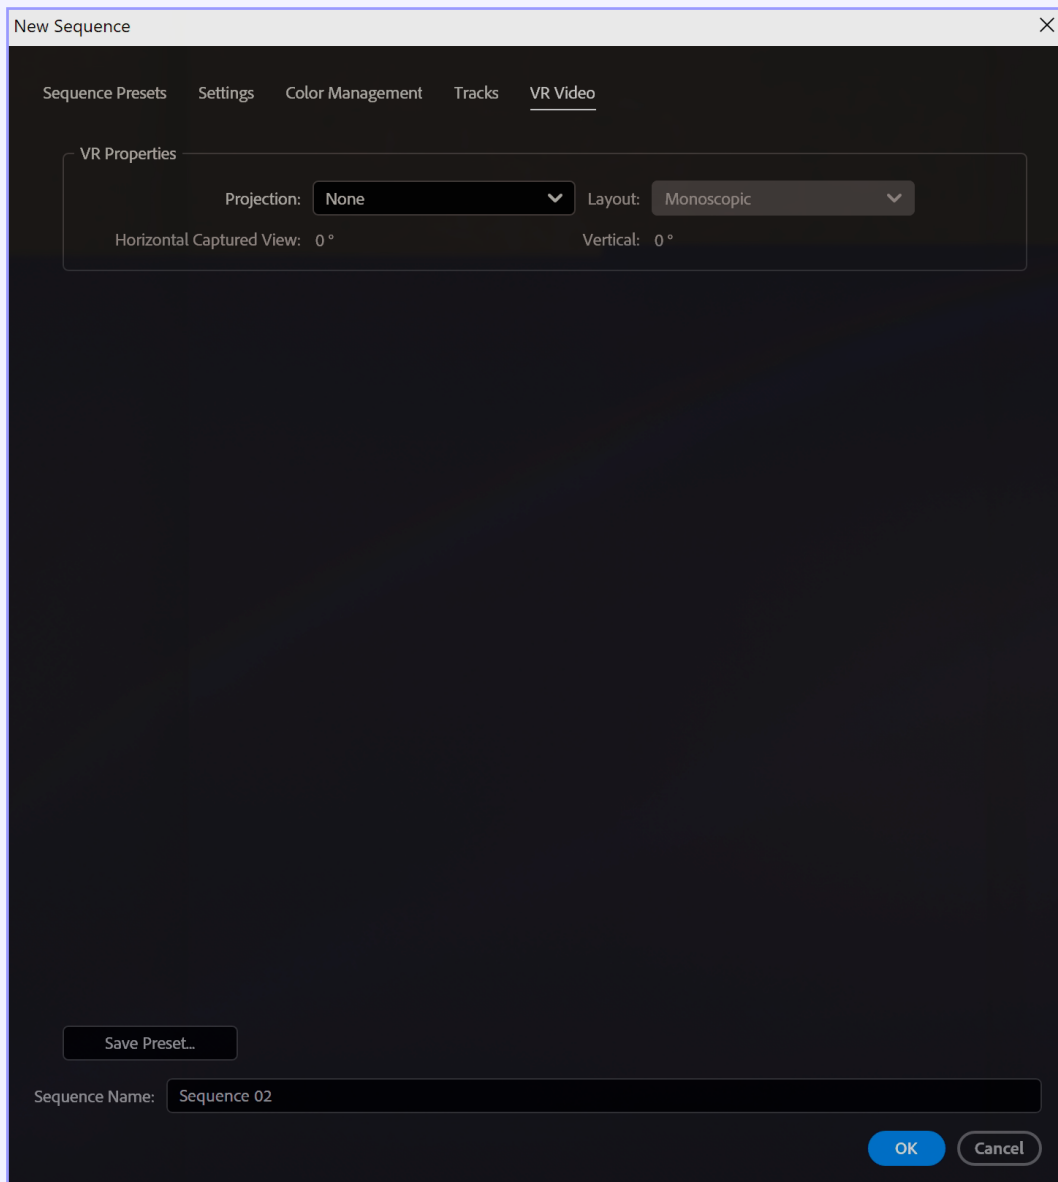 New Sequence
Sequence Presets Settings Color Management Tracks VR Video
VR Properties
Projection: None Layout: Monoscopic
Horizontal Captured View: 0 ° Vertical: 0 °
Save Preset...
Sequence Name: Sequence 02
OK Cancel